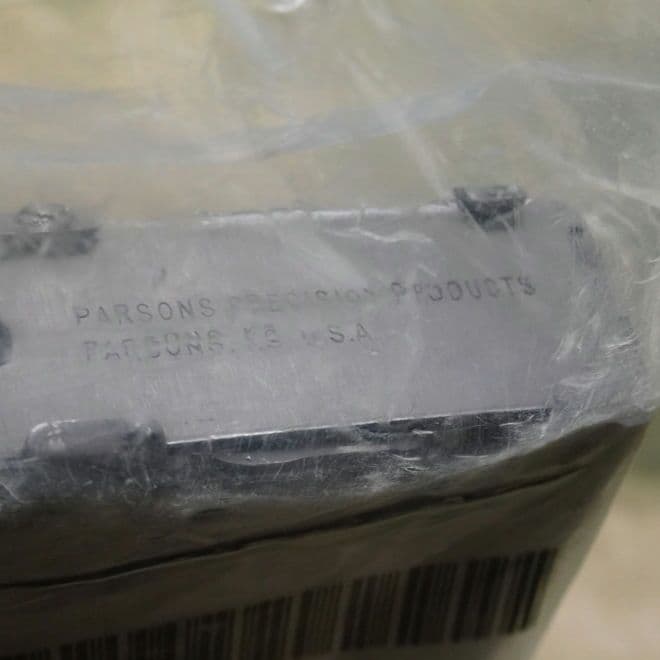 PARSONS PRECISION PRODUCTS
PARSONS, KS U.S.A